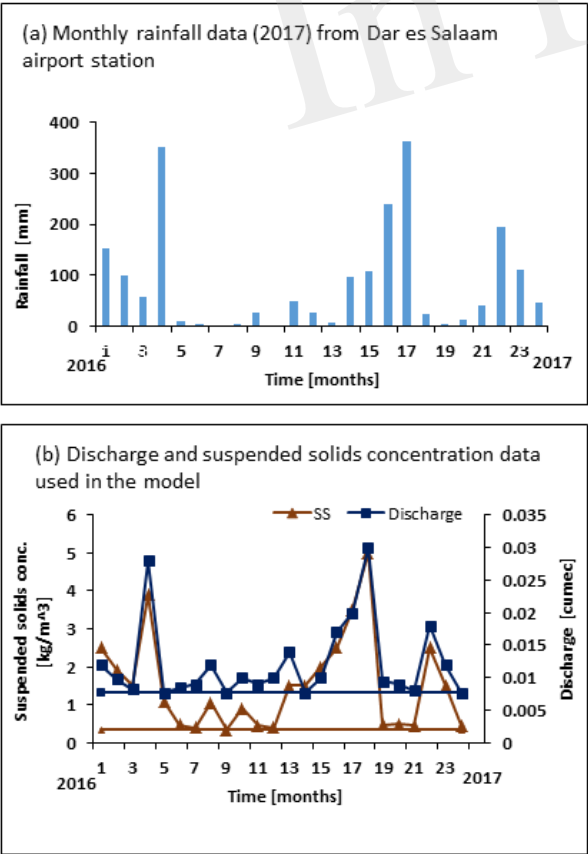 (a) Monthly rainfall data (2017) from Dar es Salaam
airport station
400
300
200
100
0
Rainfall [mm]
1 3 5 7 9 11 13 15 17 19 21 23
2016 2017
Time [months]
(b) Discharge and suspended solids concentration data
used in the model
SS Discharge
6
5
4
3
2
1
0
Suspended solids conc.
[kg/m^3]
0.035
0.03
0.025
0.02
0.015
0.01
0.005
0
Discharge [cumec]
1 3 5 7 9 11 13 15 17 19 21 23
2016 2017
Time [months]